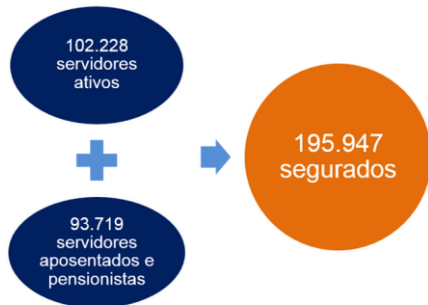 102.228
servidores
ativos
195.947
segurados
93.719
servidores
aposentados e
pensionistas